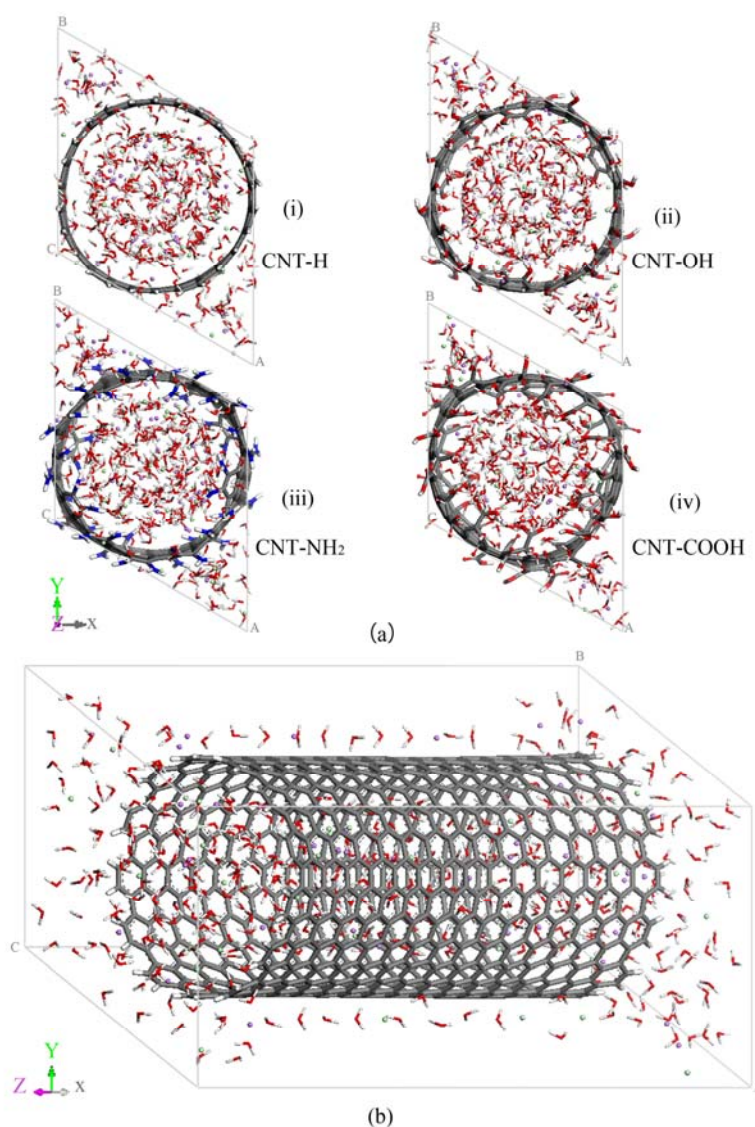 B
B
(i)
(ii)
C
CNT-H
CNT-OH
B
A
B
A
(iii)
(iv)
C
C
CNT-NH₂
CNT-COOH
Y
Z X
A
A
(a)
B
C
Y
Z X
A
(b)